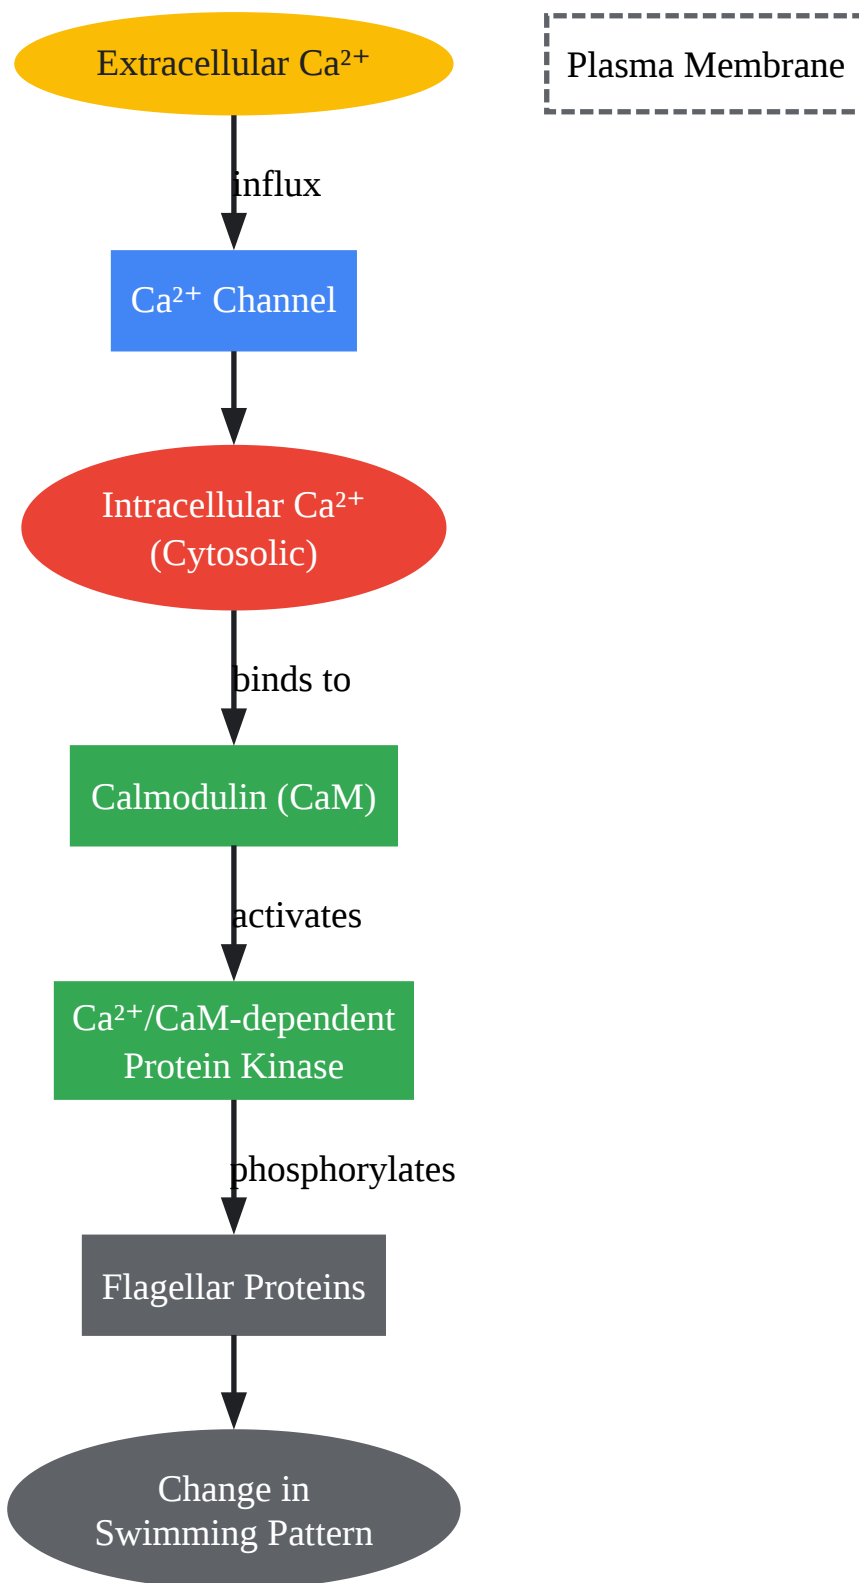 Extracellular Ca²⁺
Plasma Membrane
influx
Ca²⁺ Channel
Intracellular Ca²⁺
(Cytosolic)
binds to
Calmodulin (CaM)
activates
Ca²⁺/CaM-dependent
Protein Kinase
phosphorylates
Flagellar Proteins
Change in
Swimming Pattern